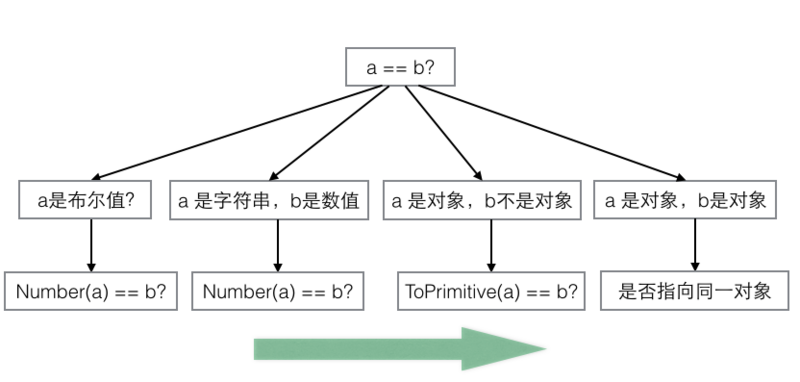 a == b?
a是布尔值?
a 是字符串，b是数值
a 是对象，b不是对象
a 是对象，b是对象
Number(a) == b?
Number(a) == b?
ToPrimitive(a) == b?
是否指向同一对象